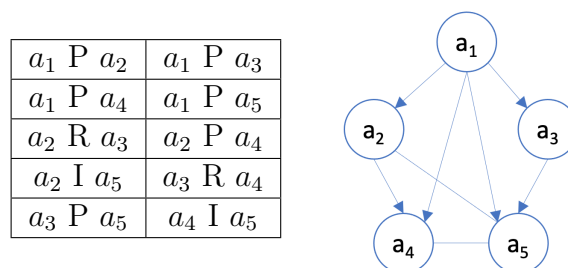 a₁ P a₂ a₁ P a₃
a₁ P a₄ a₁ P a₅
a₂ R a₃ a₂ P a₄
a₂ I a₅ a₃ R a₄
a₃ P a₅ a₄ I a₅
a₁
a₂ a₃
a₄ a₅